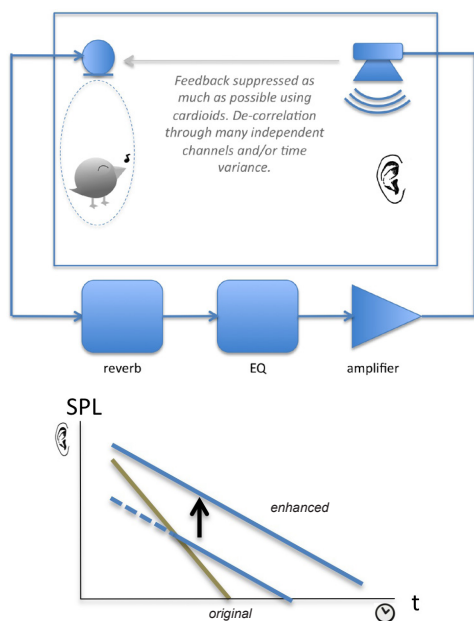 Feedback suppressed as
much as possible using
cardioids. De-correlation
through many independent
channels and/or time
variance.
reverb
EQ
amplifier
SPL
enhanced
original
t